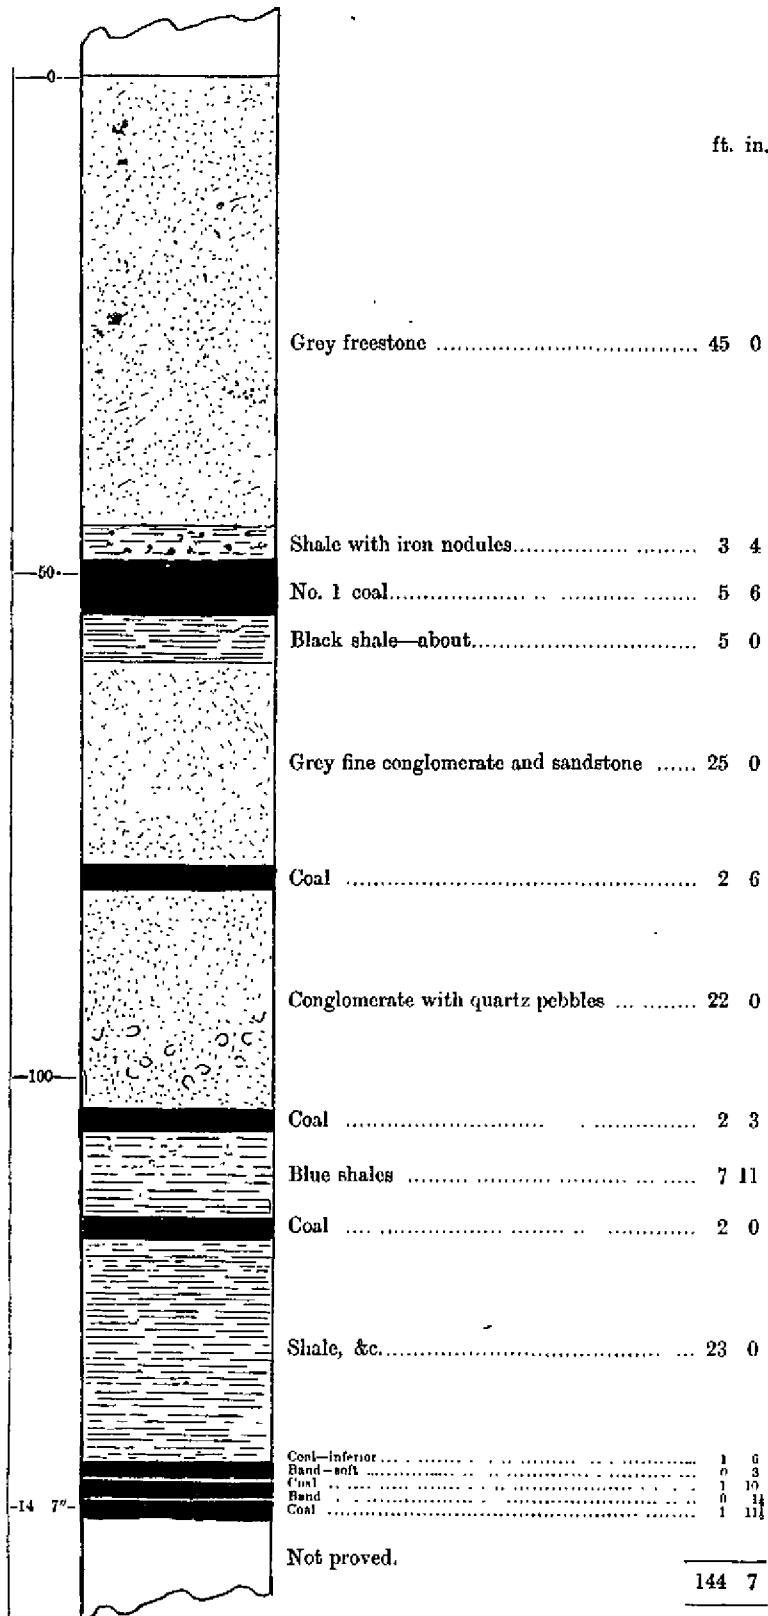 0
ft. in.
Grey freestone .......... 45 0
Shale with iron nodules.......... 3 4
50
No. 1 coal.......... 5 6
Black shale—about.......... 5 0
Grey fine conglomerate and sandstone ...... 25 0
Coal .......... 2 6
Conglomerate with quartz pebbles .......... 22 0
100
Coal .......... 2 3
Blue shales .......... 7 11
Coal .......... 2 0
Shale, &c.......... 23 0
Coal—inferior .......... 1 6
Band—soft .......... 0 3
Coal .......... 1 10
Band .......... 0 1½
14 7"
Coal .......... 1 11½
Not proved.
144 7